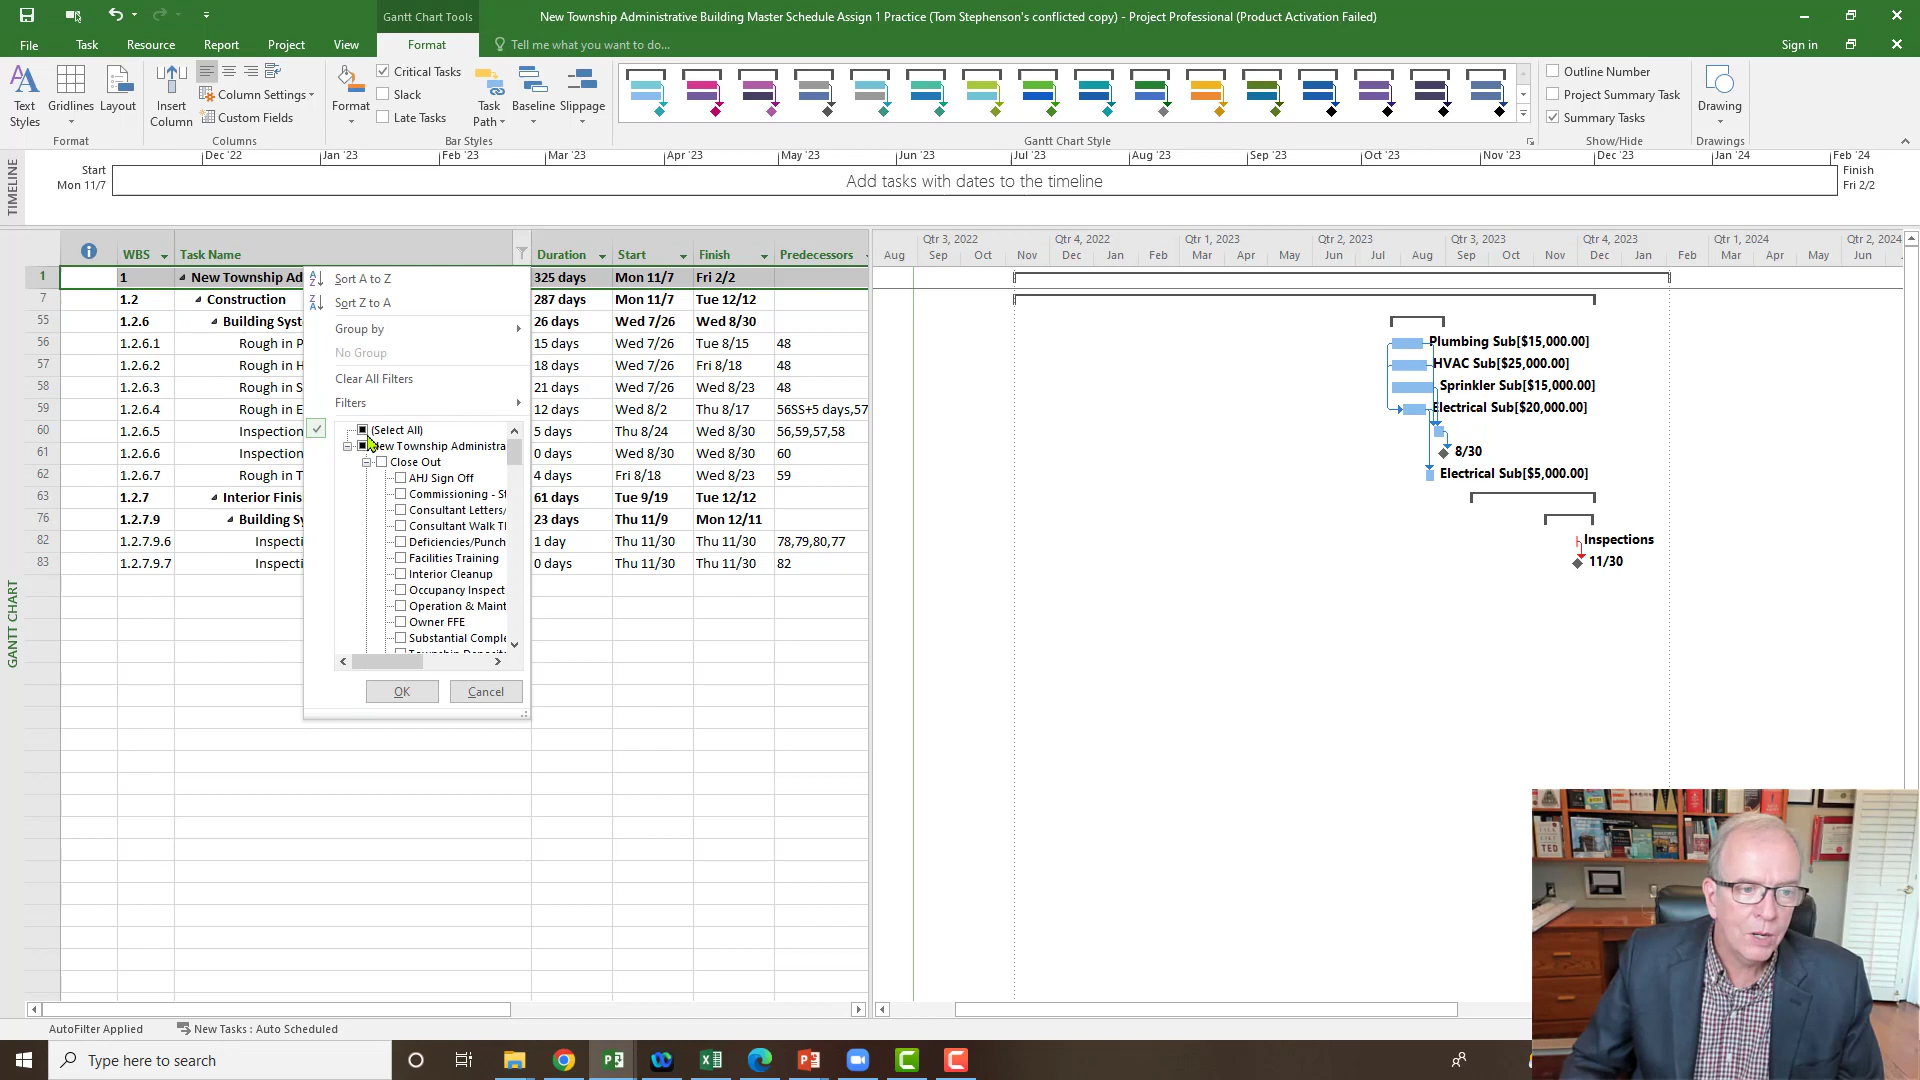 Gantt Chart Tools
New Township Administrative Building Master Schedule Assign 1 Practice (Tom Stephenson's conflicted copy) - Project Professional (Product Activation Failed)
File Task Resource Report Project View Format Tell me what you want to do... Sign in
Text Styles
Gridlines
Layout
Format
Insert Column
Column Settings
Custom Fields
Columns
Format
Critical Tasks
Slack
Late Tasks
Task Path
Baseline
Slippage
Bar Styles
Gantt Chart Style
Outline Number
Project Summary Task
Summary Tasks
Show/Hide
Drawing
Drawings
TIMELINE
Start
Mon 11/7
Dec '22 Jan '23 Feb '23 Mar '23 Apr '23 May '23 Jun '23 Jul '23 Aug '23 Sep '23 Oct '23 Nov '23 Dec '23 Jan '24 Feb '24
Add tasks with dates to the timeline
Finish
Fri 2/2
WBS Task Name Duration Start Finish Predecessors
1 1 New Township Ad 325 days Mon 11/7 Fri 2/2
7 1.2 Construction 287 days Mon 11/7 Tue 12/12
55 1.2.6 Building Syst 26 days Wed 7/26 Wed 8/30
56 1.2.6.1 Rough in P 15 days Wed 7/26 Tue 8/15 48
57 1.2.6.2 Rough in H 18 days Wed 7/26 Fri 8/18 48
58 1.2.6.3 Rough in S 21 days Wed 7/26 Wed 8/23 48
59 1.2.6.4 Rough in E 12 days Wed 8/2 Thu 8/17 56SS+5 days,57
60 1.2.6.5 Inspection 5 days Thu 8/24 Wed 8/30 56,59,57,58
61 1.2.6.6 Inspection 0 days Wed 8/30 Wed 8/30 60
62 1.2.6.7 Rough in T 4 days Fri 8/18 Wed 8/23 59
63 1.2.7 Interior Finis 61 days Tue 9/19 Tue 12/12
76 1.2.7.9 Building Sy 23 days Thu 11/9 Mon 12/11
82 1.2.7.9.6 Inspecti 1 day Thu 11/30 Thu 11/30 78,79,80,77
83 1.2.7.9.7 Inspecti 0 days Thu 11/30 Thu 11/30 82
Sort A to Z
Sort Z to A
Group by
No Group
Clear All Filters
Filters
(Select All)
New Township Administra
Close Out
AHJ Sign Off
Commissioning - St
Consultant Letters/
Consultant Walk Tl
Deficiencies/Punch
Facilities Training
Interior Cleanup
Occupancy Inspect
Operation & Maint
Owner FFE
Substantial Comple
OK Cancel
Qtr 3, 2022 Qtr 4, 2022 Qtr 1, 2023 Qtr 2, 2023 Qtr 3, 2023 Qtr 4, 2023 Qtr 1, 2024 Qtr 2, 2024
Aug Sep Oct Nov Dec Jan Feb Mar Apr May Jun Jul Aug Sep Oct Nov Dec Jan Feb Mar Apr May Jun
Plumbing Sub[$15,000.00]
HVAC Sub[$25,000.00]
Sprinkler Sub[$15,000.00]
Electrical Sub[$20,000.00]
8/30
Electrical Sub[$5,000.00]
Inspections
11/30
GANTT CHART
AutoFilter Applied New Tasks : Auto Scheduled
Type here to search
TED